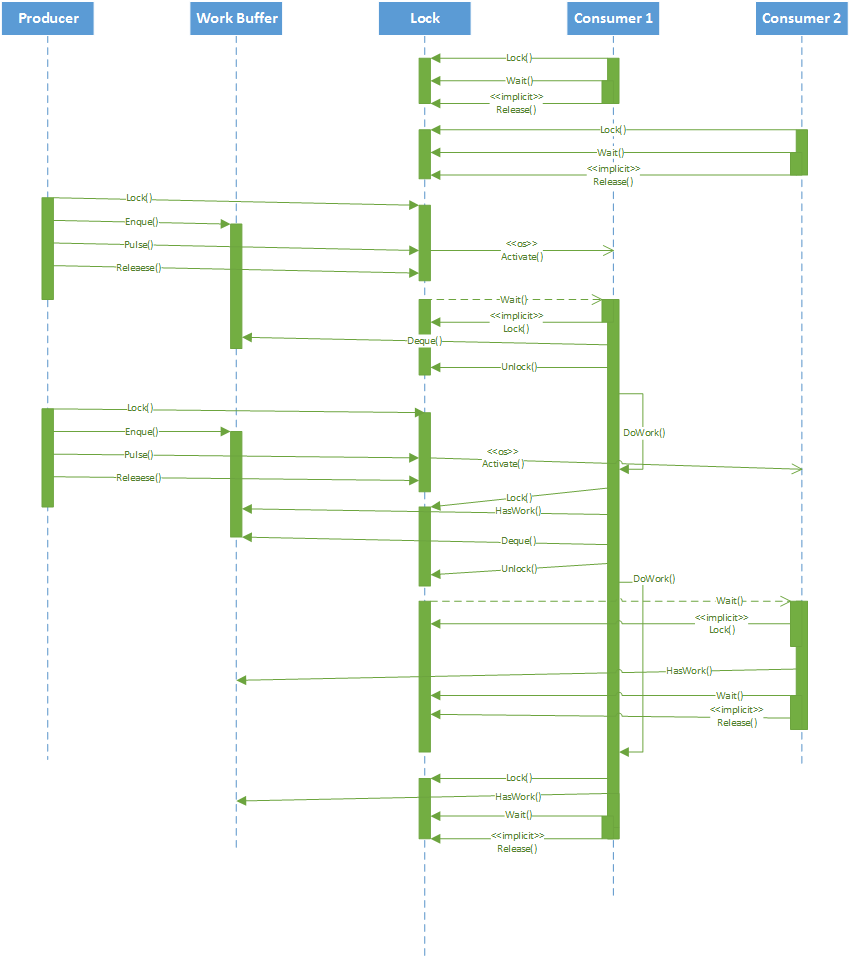 Producer
Work Buffer
Lock
Consumer 1
Consumer 2
Lock()
Wait()
<<implicit>>
Release()
Lock()
Wait()
<<implicit>>
Release()
Lock()
Enque()
Pulse()
<<os>>
Activate()
Releaese()
Wait()
<<implicit>>
Lock()
Deque()
Unlock()
Lock()
Enque()
DoWork()
Pulse()
<<os>>
Activate()
Releaese()
Lock()
HasWork()
Deque()
Unlock()
DoWork()
Wait()
<<implicit>>
Lock()
HasWork()
Wait()
<<implicit>>
Release()
Lock()
HasWork()
Wait()
<<implicit>>
Release()